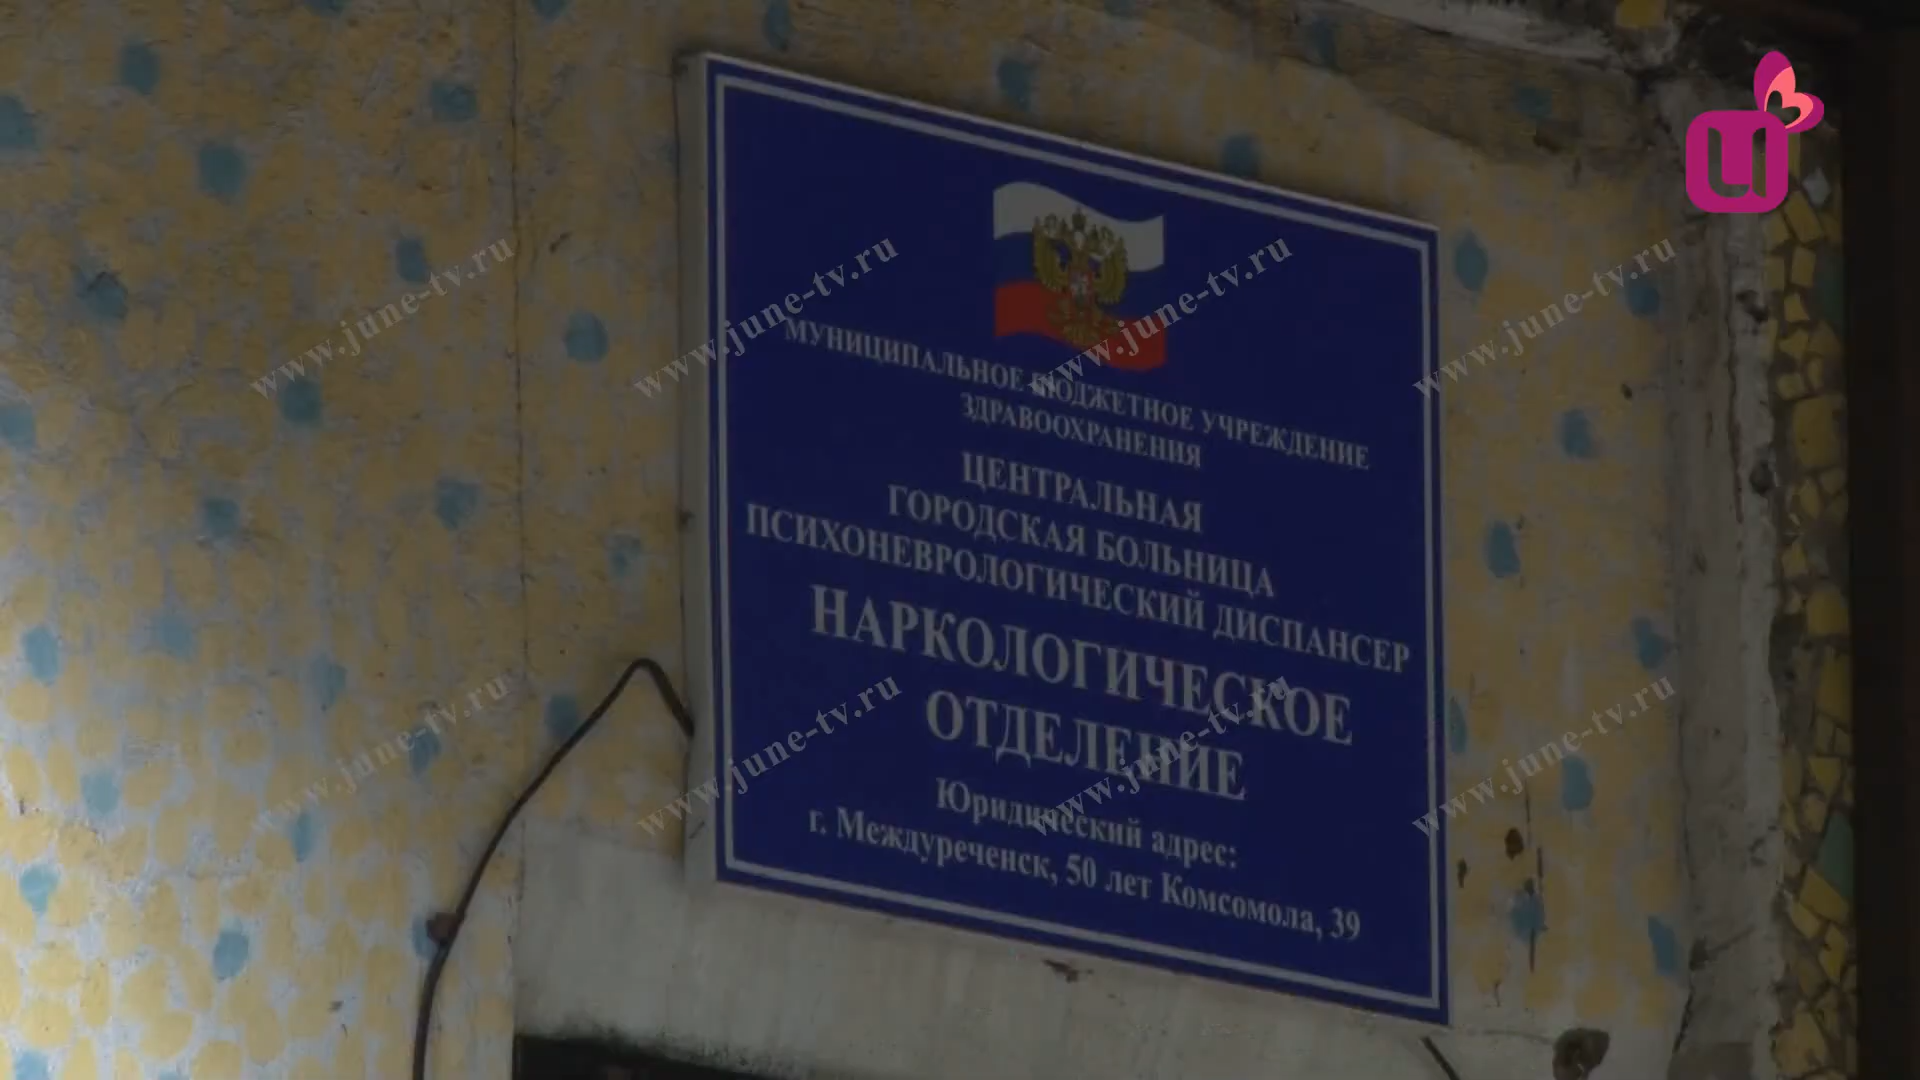 МУНИЦИПАЛЬНОЕ БЮДЖЕТНОЕ УЧРЕЖДЕНИЕ
ЗДРАВООХРАНЕНИЯ
ЦЕНТРАЛЬНАЯ
ГОРОДСКАЯ БОЛЬНИЦА
ПСИХОНЕВРОЛОГИЧЕСКИЙ ДИСПАНСЕР
НАРКОЛОГИЧЕСКОЕ
ОТДЕЛЕНИЕ
Юридический адрес:
г. Междуреченск, 50 лет Комсомола, 39
www.june-tv.ru
www.june-tv.ru
www.june-tv.ru
www.june-tv.ru
www.june-tv.ru
www.june-tv.ru
www.june-tv.ru
www.june-tv.ru